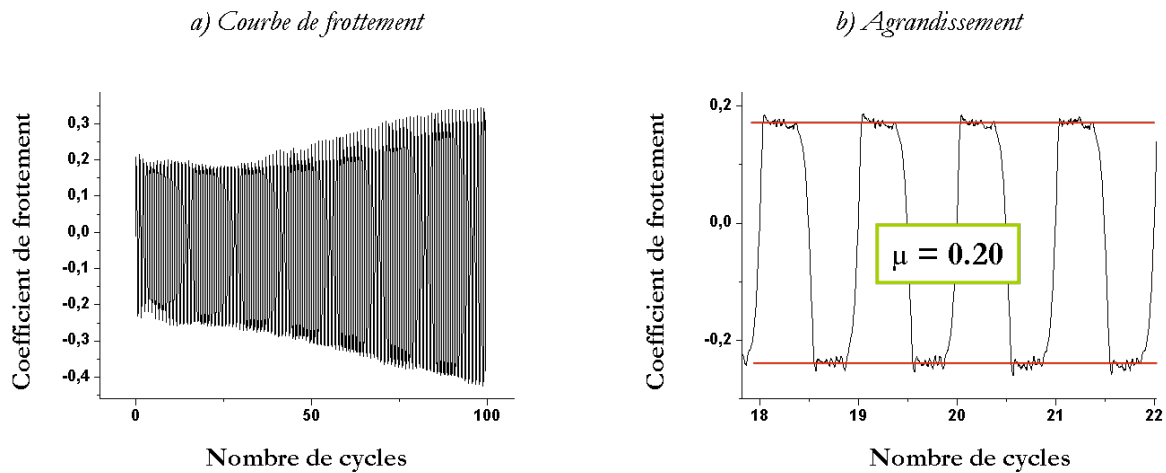 a) Courbe de frottement
Coefficient de frottement
0,3
0,2
0,1
0,0
-0,1
-0,2
-0,3
-0,4
0
50
100
Nombre de cycles
b) Agrandissement
Coefficient de frottement
0,2
0,0
-0,2
μ = 0.20
18
19
20
21
22
Nombre de cycles